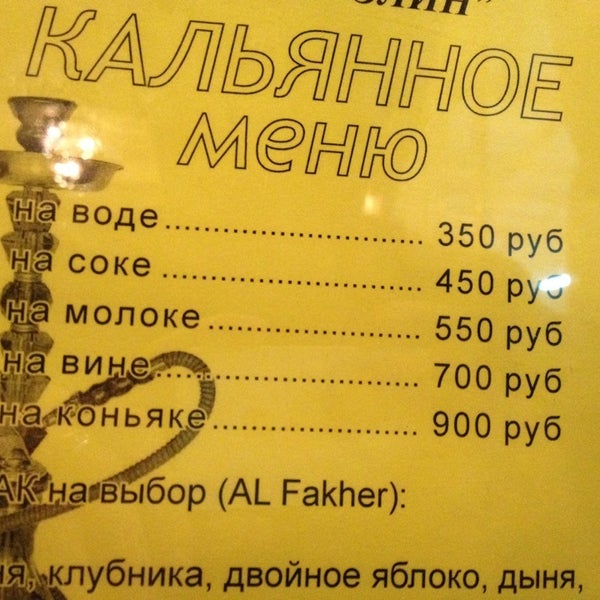 КАЛЬЯННОЕ
меню
на воде.......................... 350 руб
на соке .......................... 450 руб
на молоке...................... 550 руб
на вине........................... 700 руб
на коньяке..................... 900 руб
на выбор (AL Fakher):
клубника, двойное яблоко, дыня,